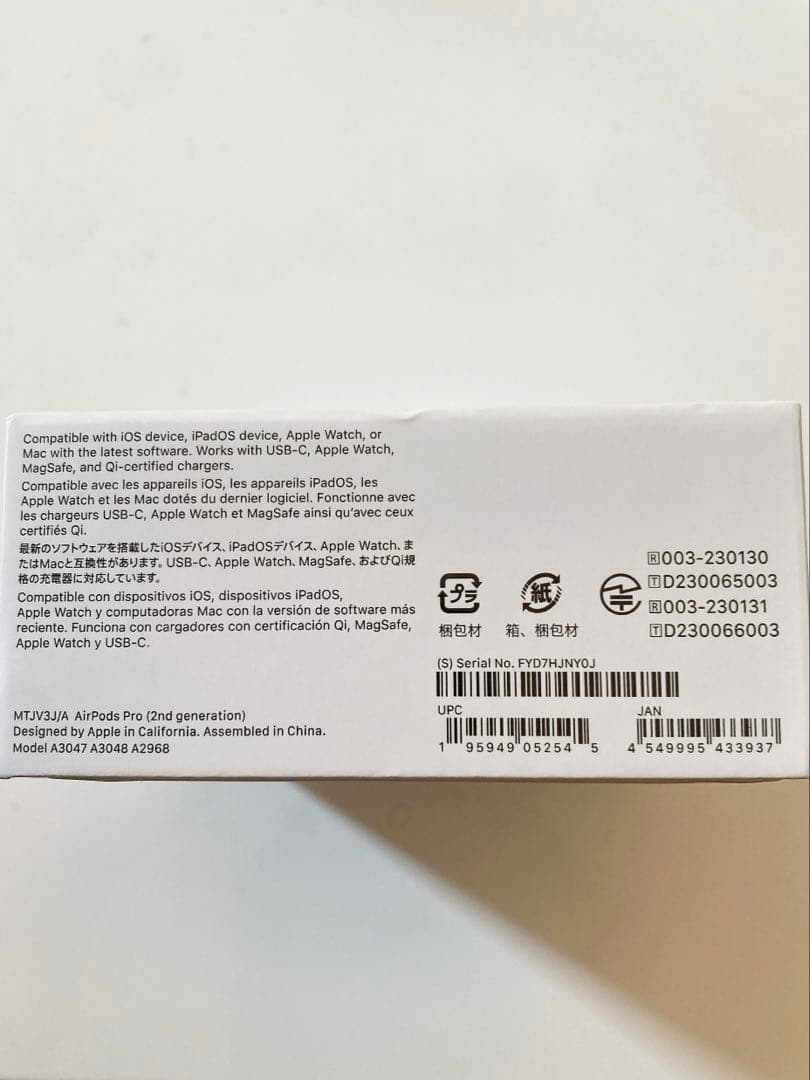 Compatible with iOS device, iPadOS device, Apple Watch, or
Mac with the latest software. Works with USB-C, Apple Watch,
MagSafe, and Qi-certified chargers.
Compatible avec les appareils iOS, les appareils iPadOS, les
Apple Watch et les Mac dotés du dernier logiciel. Fonctionne avec
les chargeurs USB-C, Apple Watch et MagSafe ainsi qu'avec ceux
certifiés Qi.
最新のソフトウェアを搭載したiOSデバイス、iPadOSデバイス、Apple Watch、ま
たはMacと互換性があります。USB-C、Apple Watch、MagSafe、およびQi規
格の充電器に対応しています。
Compatible con dispositivos iOS, dispositivos iPadOS,
Apple Watch y computadoras Mac con la versión de software más
reciente. Funciona con cargadores con certificación Qi, MagSafe,
Apple Watch y USB-C.
MTJV3J/A AirPods Pro (2nd generation)
Designed by Apple in California. Assembled in China.
Model A3047 A3048 A2968
プラ
梱包材
紙
箱、梱包材
R 003-230130
T D230065003
R 003-230131
T D230066003
(S) Serial No. FYD7HJNY0J
UPC
1 95949 05254 5
JAN
4 549995 433937